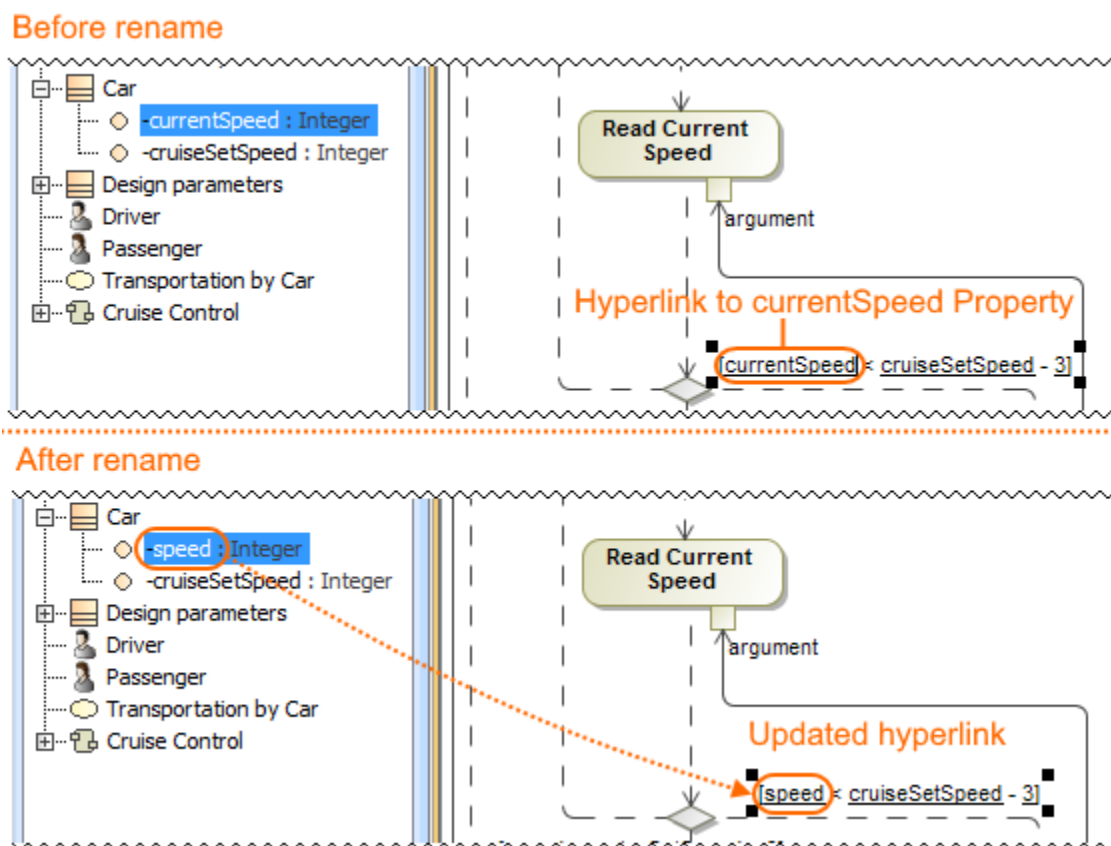 Before rename
Car
-currentSpeed : Integer
-cruiseSetSpeed : Integer
Design parameters
Driver
Passenger
Transportation by Car
Cruise Control
Read Current
Speed
argument
Hyperlink to currentSpeed Property
[currentSpeed < cruiseSetSpeed - 3]
After rename
Car
-speed : Integer
-cruiseSetSpeed : Integer
Design parameters
Driver
Passenger
Transportation by Car
Cruise Control
Read Current
Speed
argument
Updated hyperlink
[speed < cruiseSetSpeed - 3]